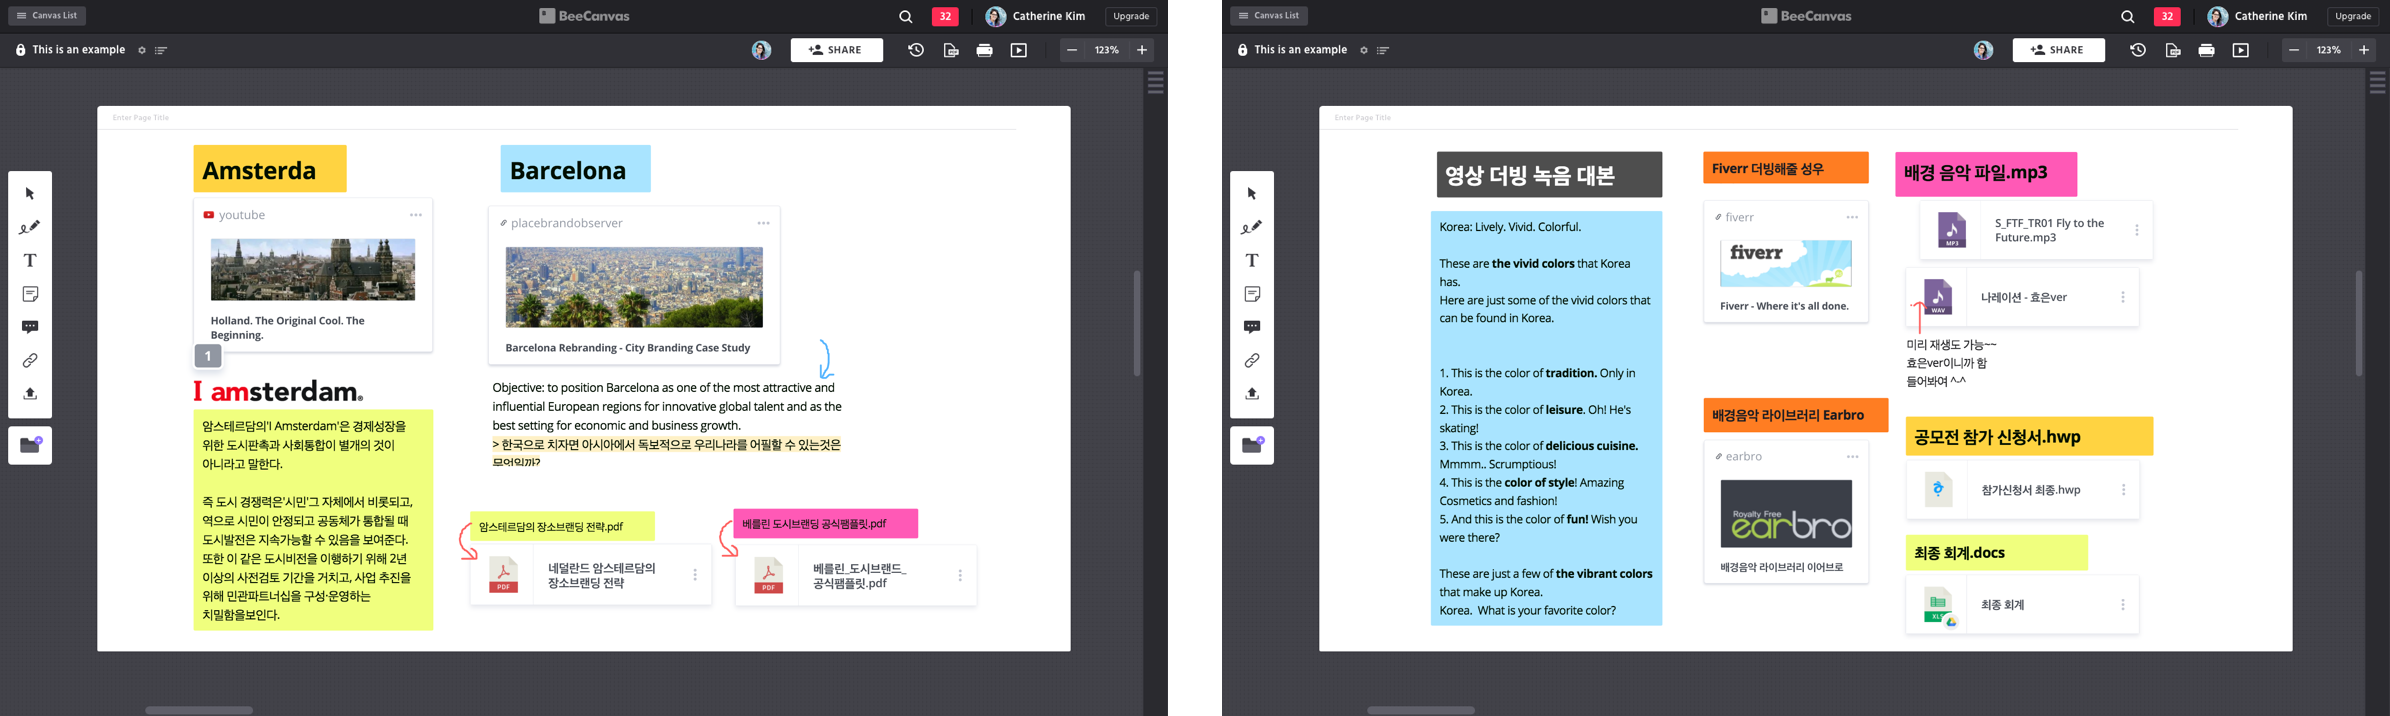 Canvas List
BeeCanvas
32
Catherine Kim
Upgrade
This is an example
SHARE
123%
Enter Page Title
Amsterda
youtube
Holland. The Original Cool. The
Beginning.
1
I amsterdam®
암스테르담의'I Amsterdam'은 경제성장을
위한 도시판촉과 사회통합이 별개의 것이
아니라고 말한다.
즉 도시 경쟁력은'시민'그 자체에서 비롯되고,
역으로 시민이 안정되고 공동체가 통합될 때
도시발전은 지속가능할 수 있음을 보여준다.
또한 이 같은 도시비전을 이행하기 위해 2년
이상의 사전검토 기간을 거치고, 사업 추진을
위해 민관파트너십을 구성·운영하는
치밀함을보인다.
Barcelona
placebrandobserver
Barcelona Rebranding - City Branding Case Study
Objective: to position Barcelona as one of the most attractive and
influential European regions for innovative global talent and as the
best setting for economic and business growth.
> 한국으로 치자면 아시아에서 독보적으로 우리나라를 어필할 수 있는것은
무엇일까?
암스테르담의 장소브랜딩 전략.pdf
PDF
네덜란드 암스테르담의
장소브랜딩 전략
베를린 도시브랜딩 공식팸플릿.pdf
PDF
베를린_도시브랜드_
공식팸플릿.pdf
Canvas List
BeeCanvas
32
Catherine Kim
Upgrade
This is an example
SHARE
123%
Enter Page Title
영상 더빙 녹음 대본
Korea: Lively. Vivid. Colorful.
These are the vivid colors that Korea
has.
Here are just some of the vivid colors that
can be found in Korea.
1. This is the color of tradition. Only in
Korea.
2. This is the color of leisure. Oh! He's
skating!
3. This is the color of delicious cuisine.
Mmmm.. Scrumptious!
4. This is the color of style! Amazing
Cosmetics and fashion!
5. And this is the color of fun! Wish you
were there?
These are just a few of the vibrant colors
that make up Korea.
Korea. What is your favorite color?
Fiverr 더빙해줄 성우
fiverr
fiverr
Fiverr - Where it's all done.
배경음악 라이브러리 Earbro
earbro
Royalty Free
earbro
배경음악 라이브러리 이어브로
배경 음악 파일.mp3
MP3
S_FTF_TR01 Fly to the
Future.mp3
WAV
나레이션 - 효은ver
미리 재생도 가능~~
효은ver이니까 함
들어봐여 ^-^
공모전 참가 신청서.hwp
참가신청서 최종.hwp
최종 회계.docs
XLS
최종 회계